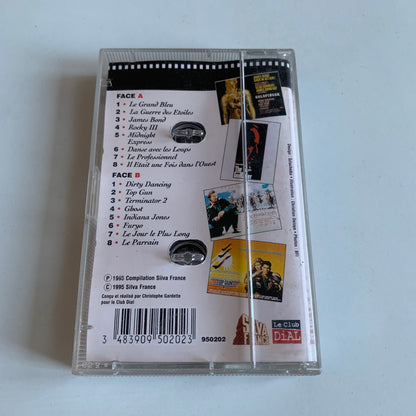 FACE A
1 • Le Grand Bleu
2 • La Guerre des Etoiles
3 • James Bond
4 • Rocky III
5 • Midnight
Express
6 • Danse avec les Loups
7 • Le Professionnel
8 • Il Etait une Fois dans l'Ouest
FACE B
1 • Dirty Dancing
2 • Top Gun
3 • Terminator 2
4 • Ghost
5 • Indiana Jones
6 • Furyo
7 • Le Jour le Plus Long
8 • Le Parrain
GOLDFINGER
Ⓟ 1965 Compilation Silva France
© 1995 Silva France
Conçu et réalisé par Christophe Gardette
pour le Club Dial
3 483909 502023
950202
Le Club
DiAL